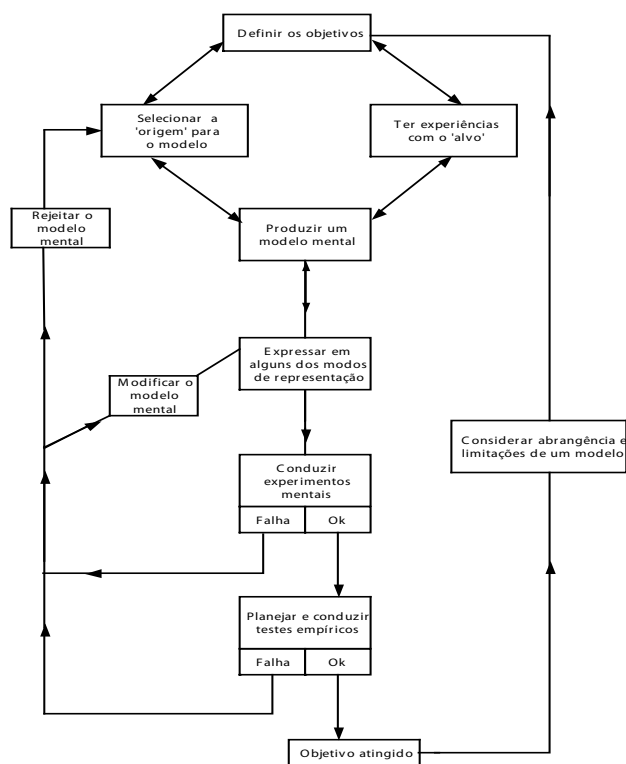 Definir os objetivos
Selecionar a
'origem' para
o modelo
Ter experiências
com o 'alvo'
Rejeitar o
modelo
mental
Produzir um
modelo mental
Expressar em
alguns dos modos
de representação
Modificar o
modelo
mental
Considerar abrangência e
limitações de um modelo
Conduzir
experimentos
mentais
Falha
Ok
Planejar e conduzir
testes empíricos
Falha
Ok
Objetivo atingido